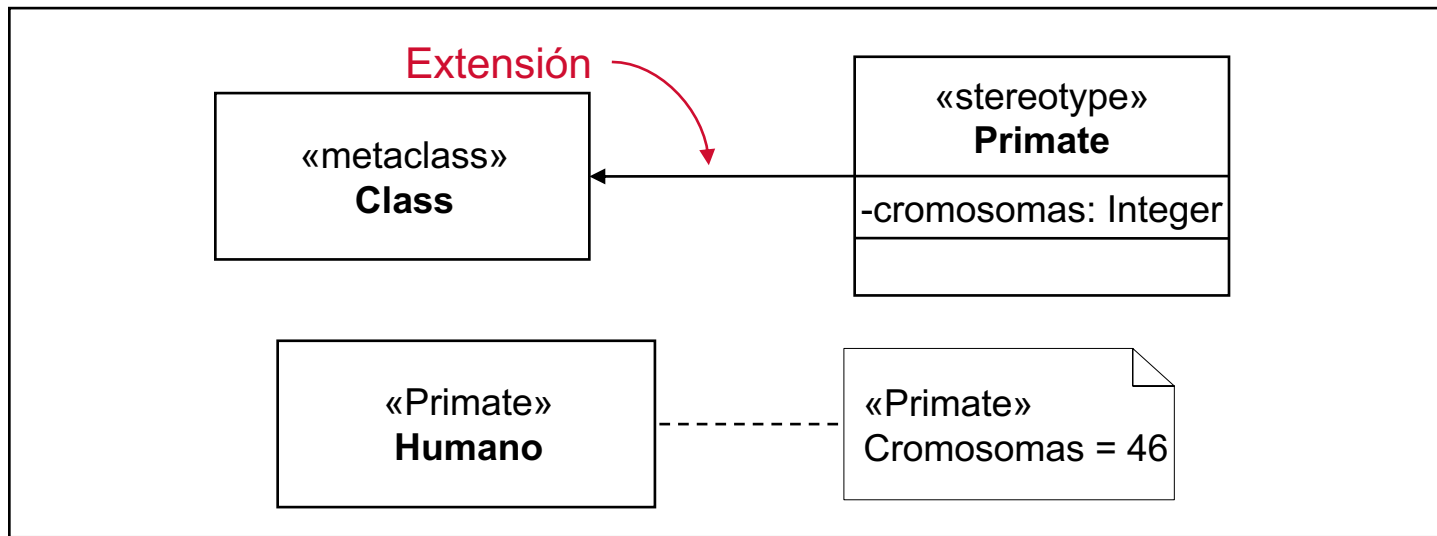 Extensión
«metaclass»
Class
«stereotype»
Primate
-cromosomas: Integer
«Primate»
Humano
«Primate»
Cromosomas = 46